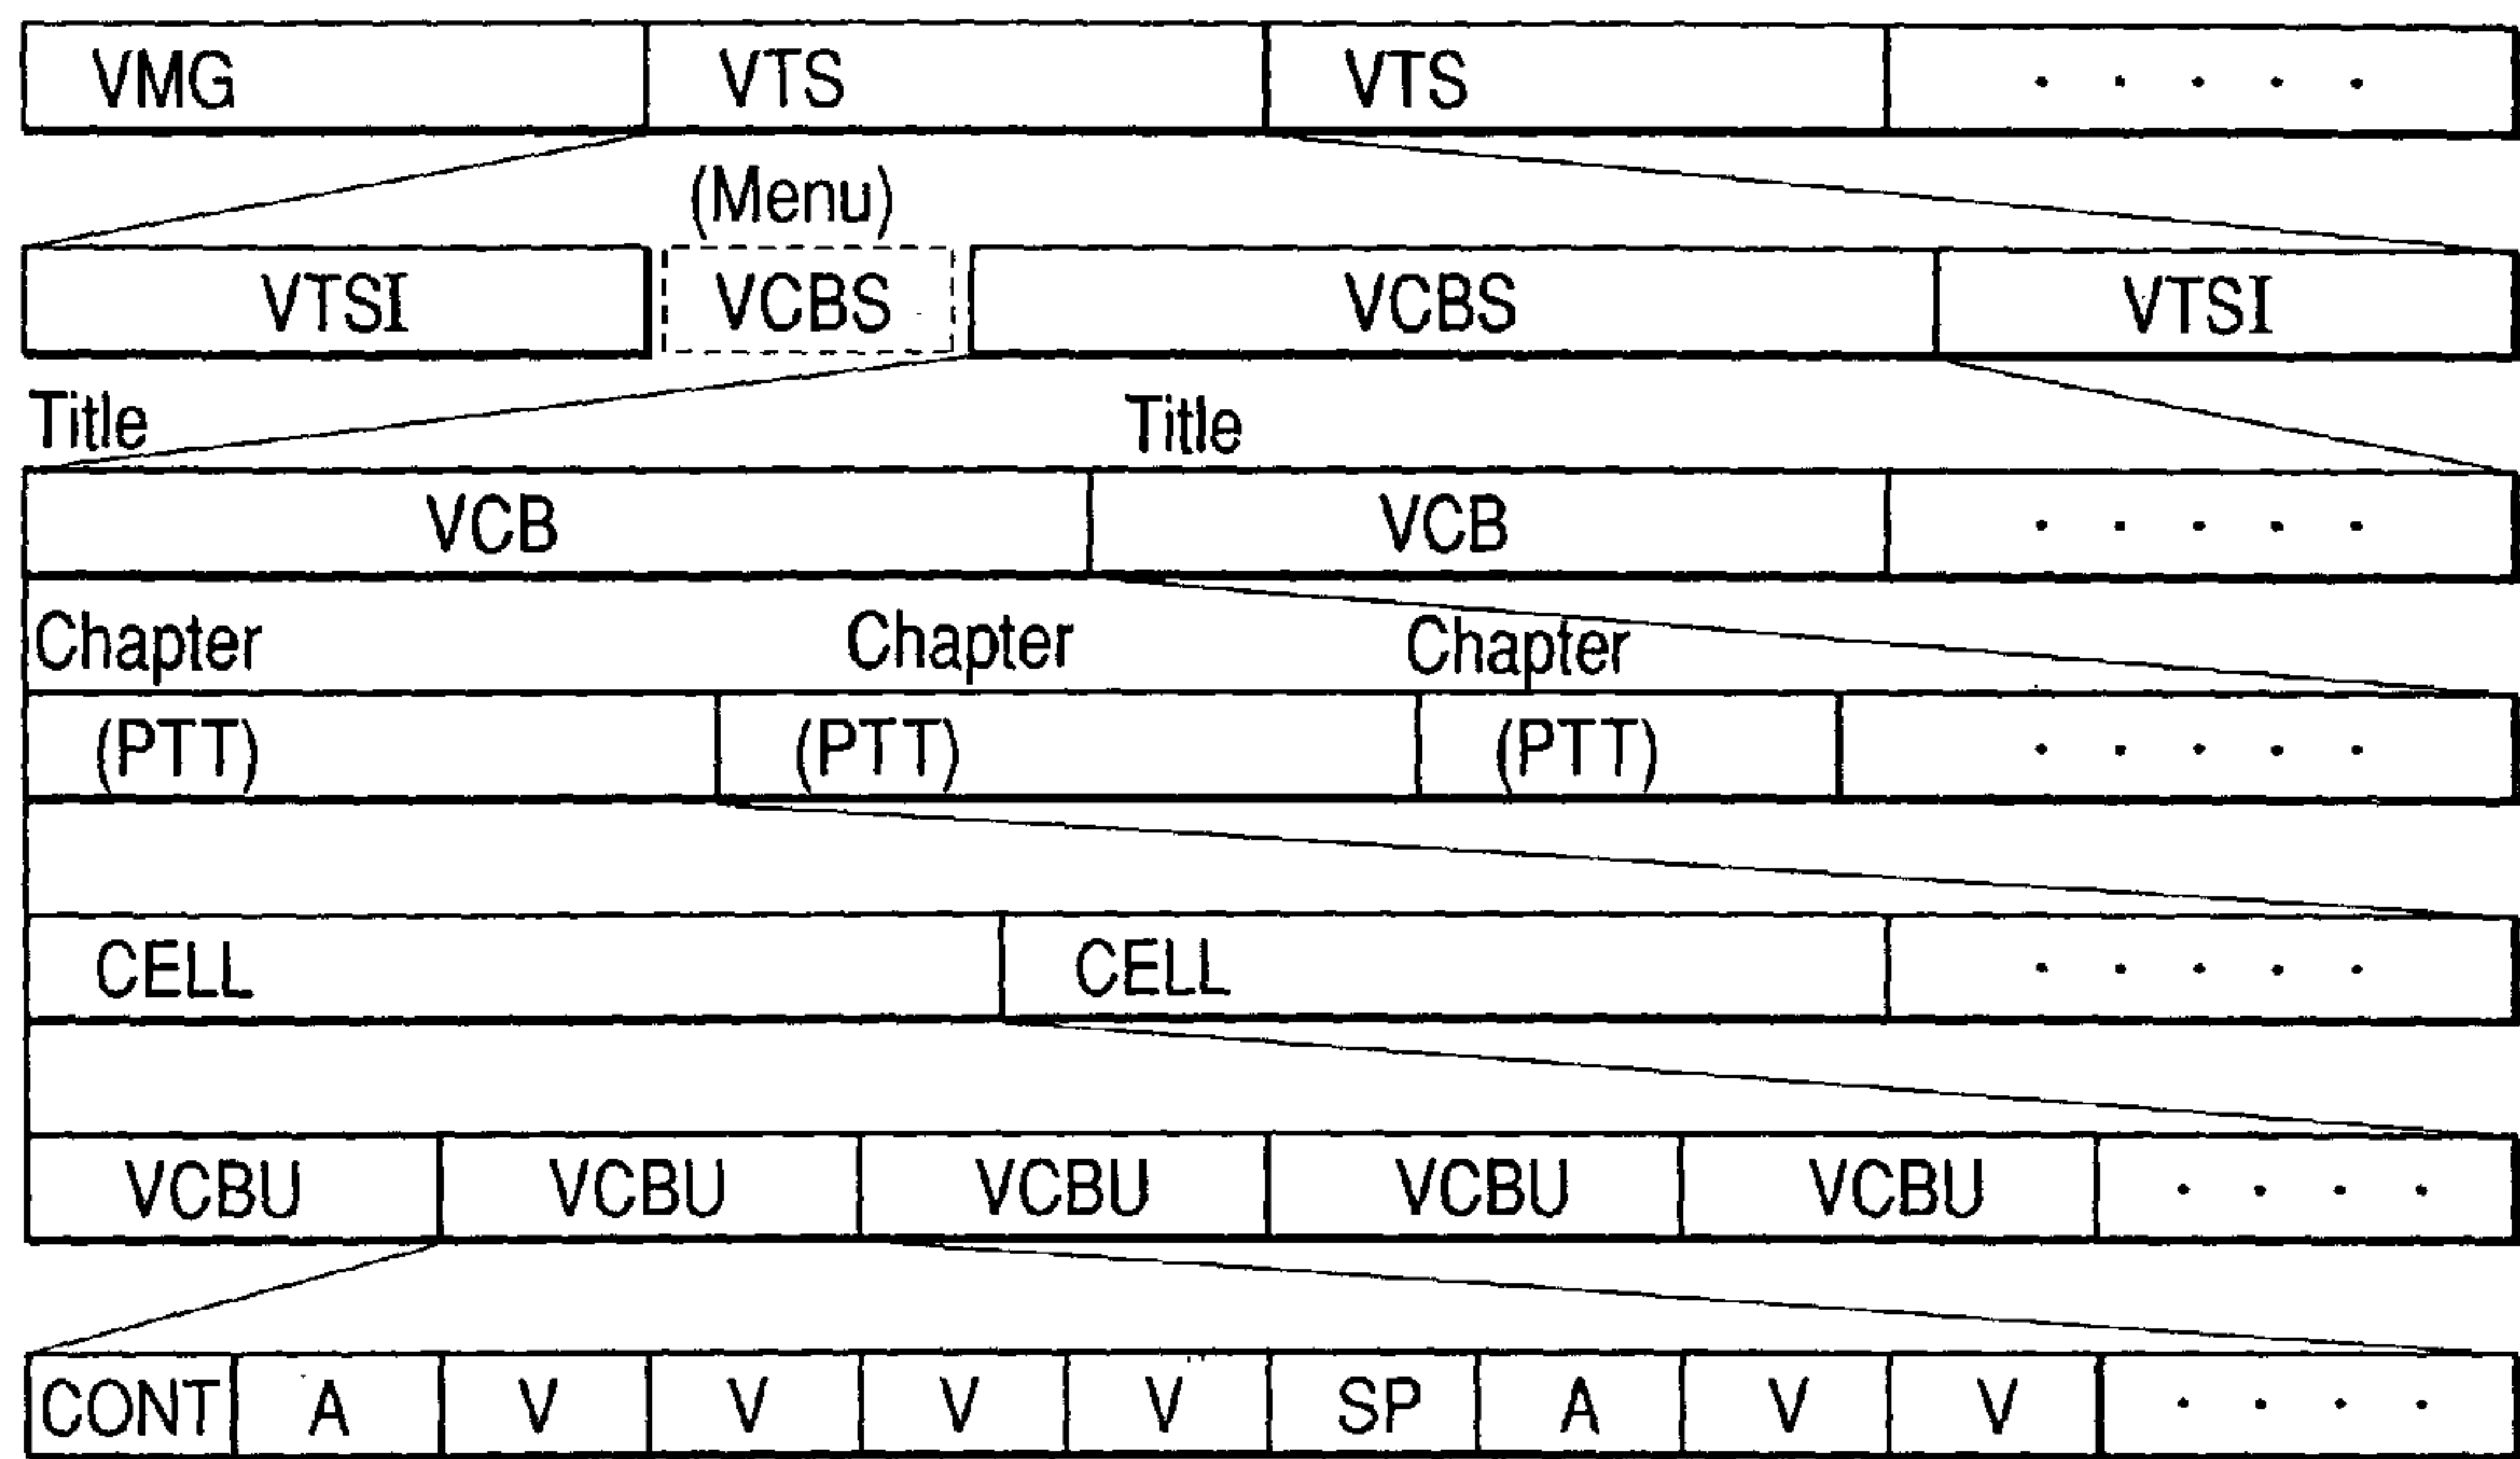 VMG VTS VTS . . . . .
(Menu)
VTSI VCBS VCBS VTSI
Title Title
VCB VCB . . . . .
Chapter Chapter Chapter
(PTT) (PTT) (PTT) . . . . .
CELL CELL . . . . .
VCBU VCBU VCBU VCBU VCBU . . . .
CONT A V V V V SP A V V . . . .